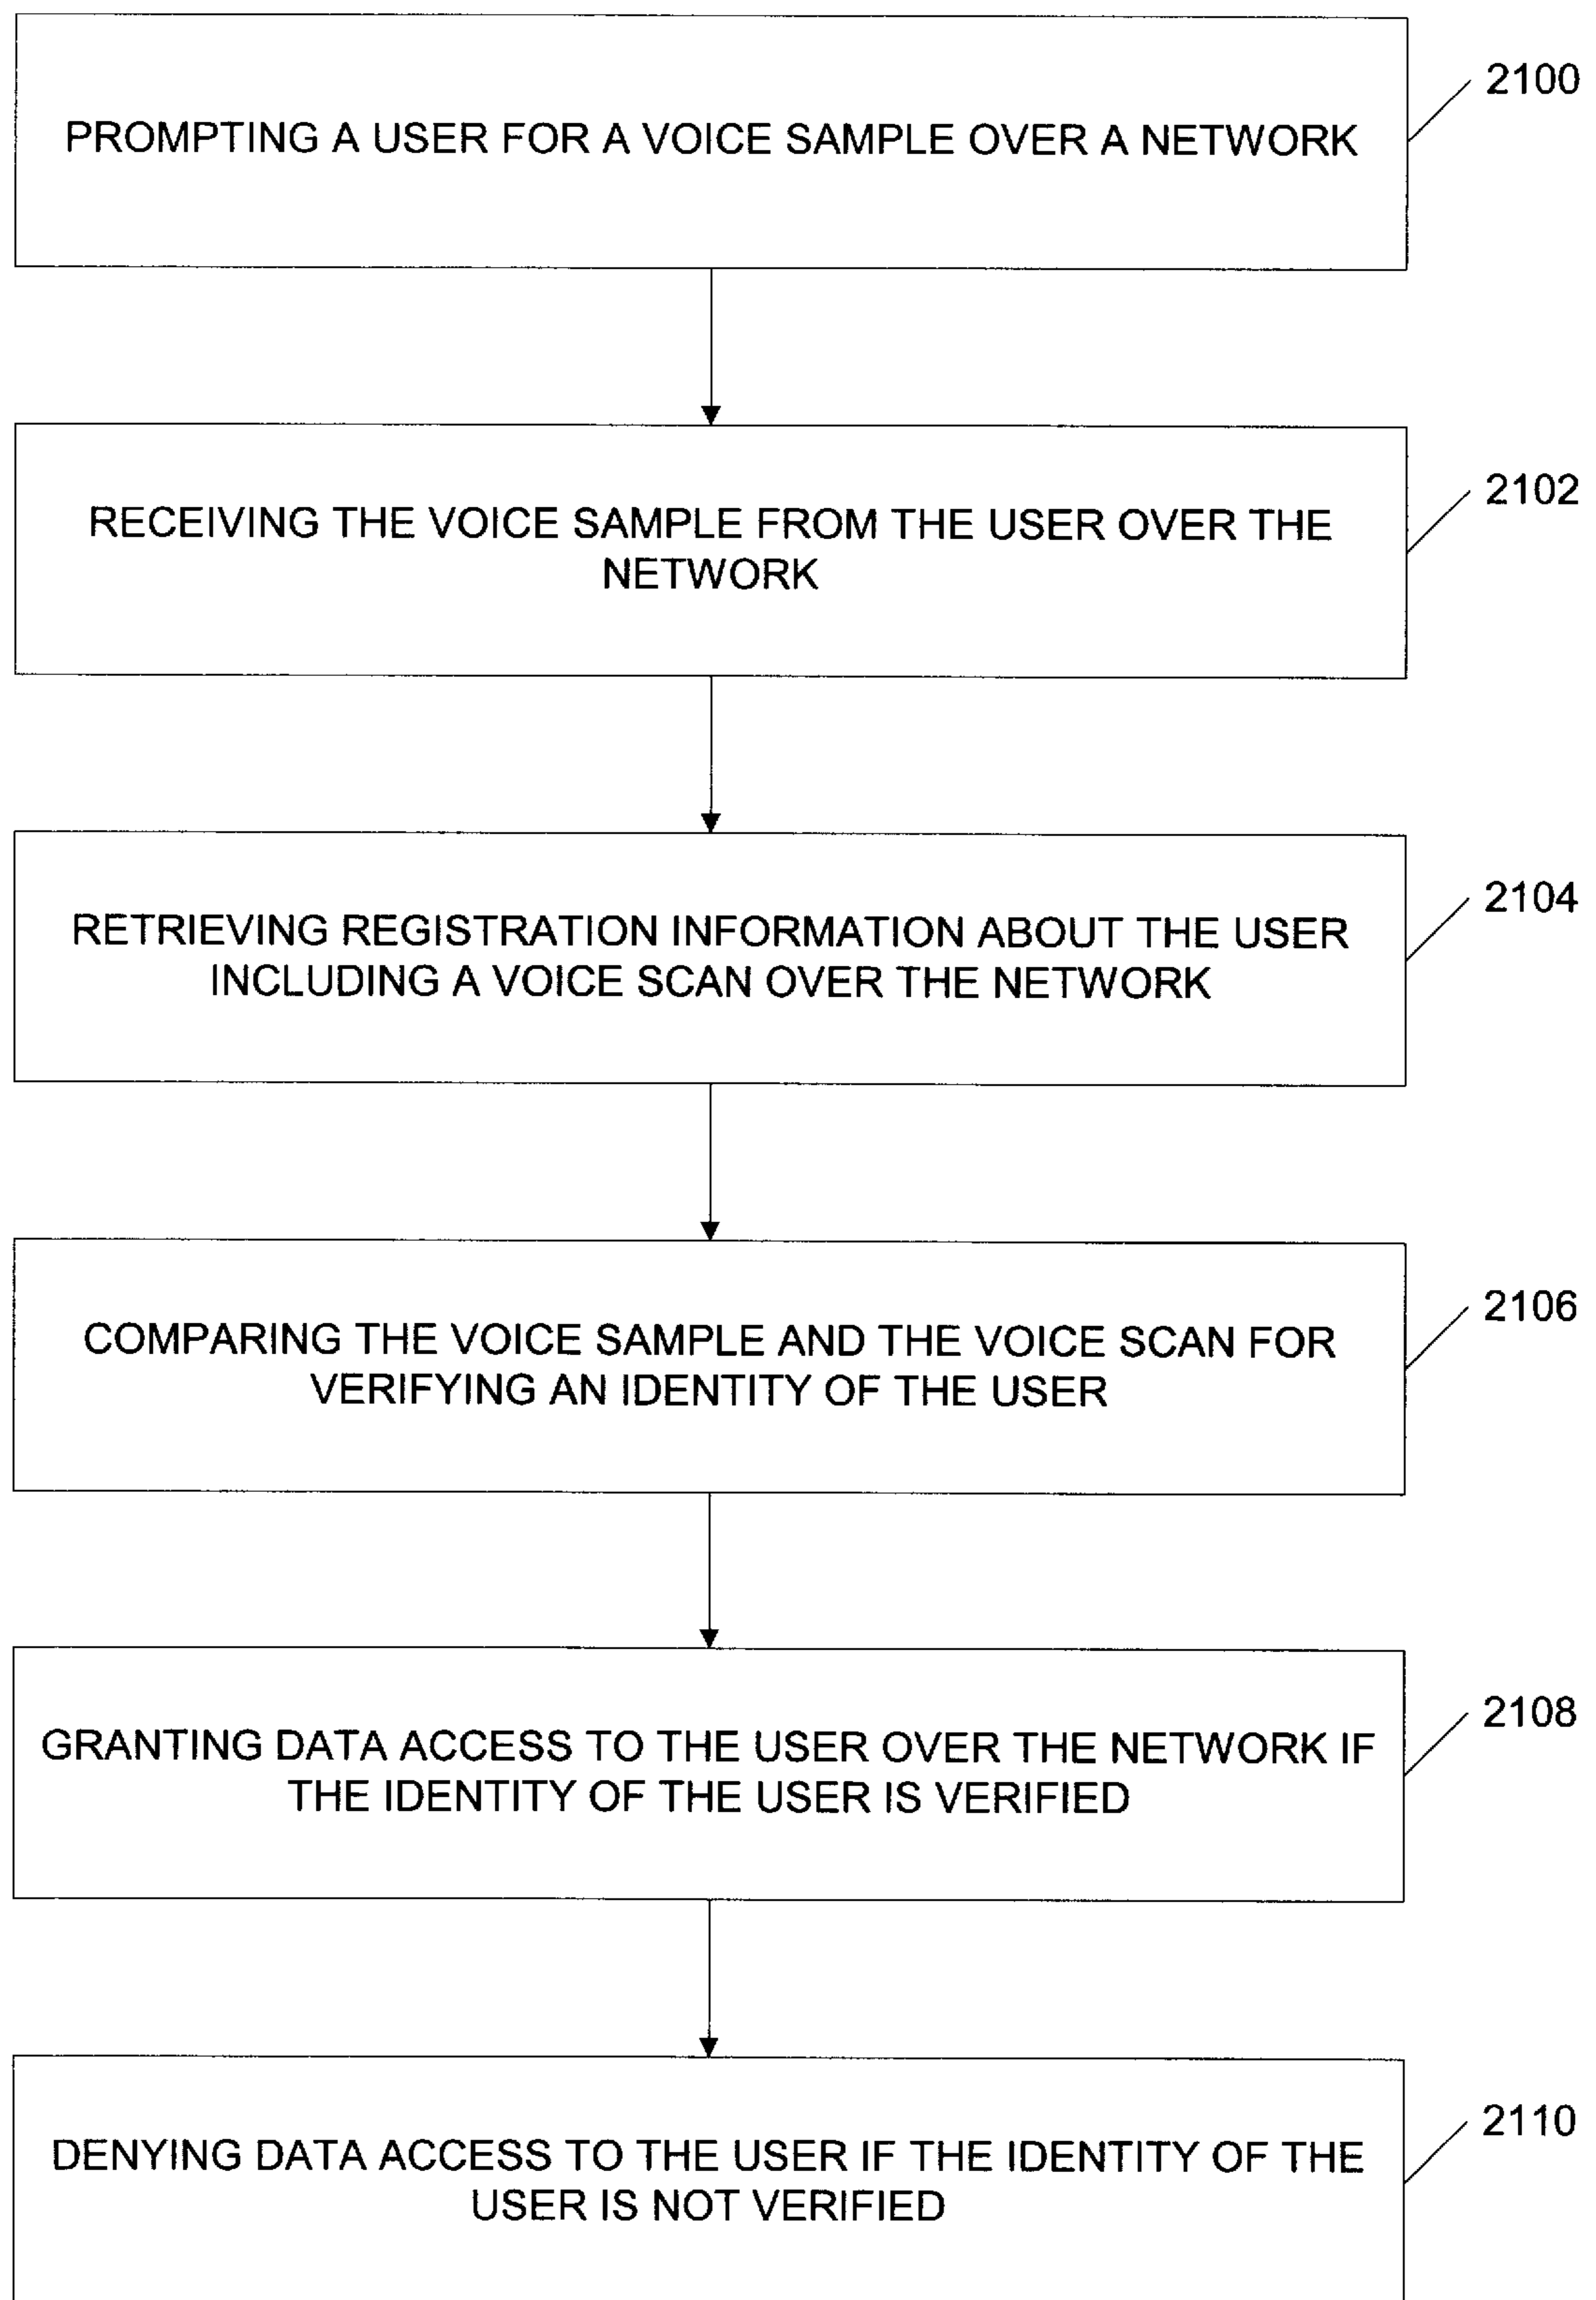 2100
PROMPTING A USER FOR A VOICE SAMPLE OVER A NETWORK
2102
RECEIVING THE VOICE SAMPLE FROM THE USER OVER THE
NETWORK
2104
RETRIEVING REGISTRATION INFORMATION ABOUT THE USER
INCLUDING A VOICE SCAN OVER THE NETWORK
2106
COMPARING THE VOICE SAMPLE AND THE VOICE SCAN FOR
VERIFYING AN IDENTITY OF THE USER
2108
GRANTING DATA ACCESS TO THE USER OVER THE NETWORK IF
THE IDENTITY OF THE USER IS VERIFIED
2110
DENYING DATA ACCESS TO THE USER IF THE IDENTITY OF THE
USER IS NOT VERIFIED